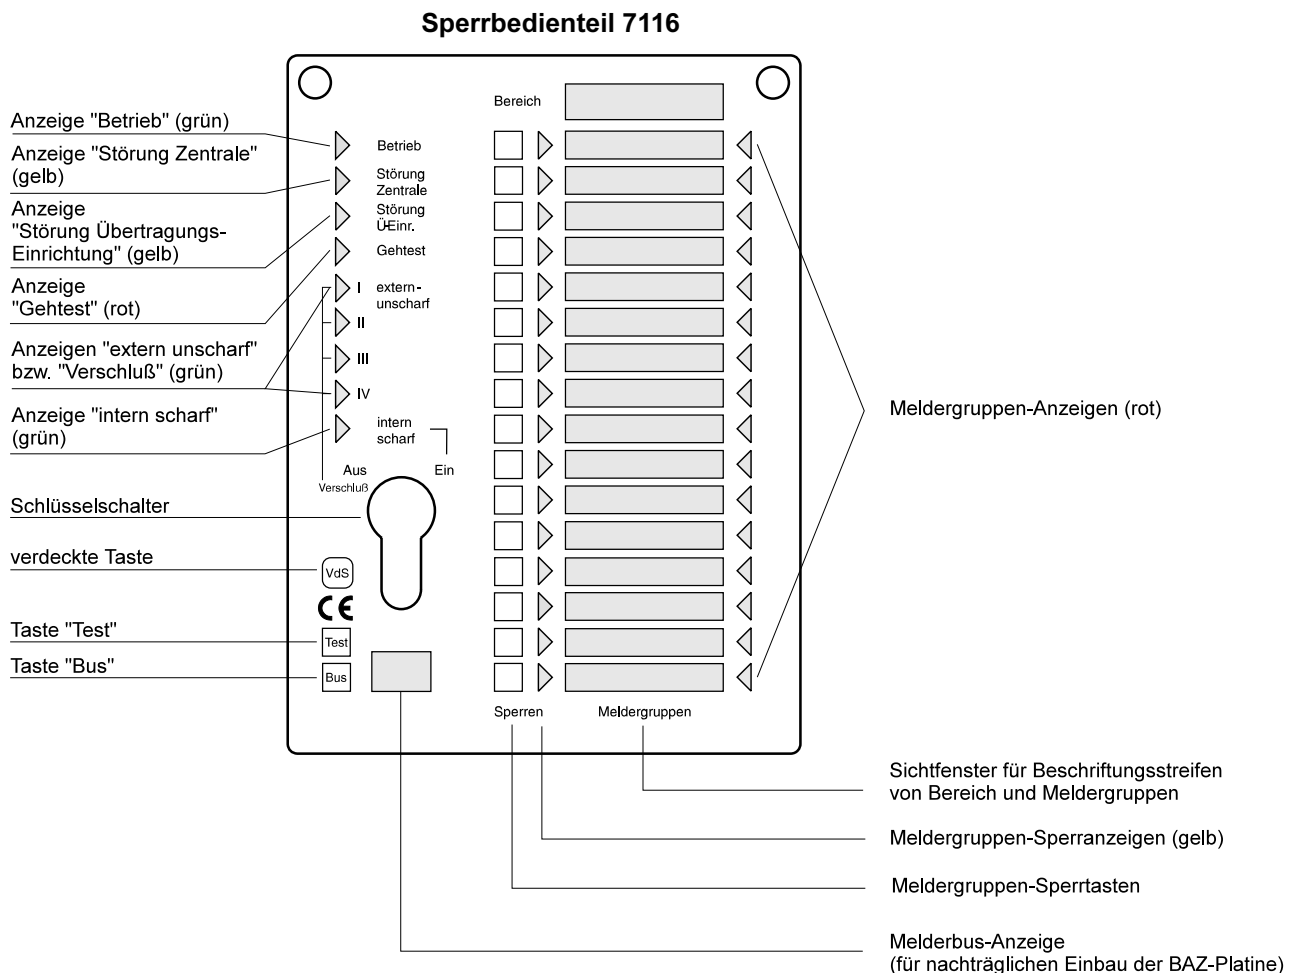 Sperrbedienteil 7116
Anzeige "Betrieb" (grün)
Anzeige "Störung Zentrale"
(gelb)
Anzeige
"Störung Übertragungs-
Einrichtung" (gelb)
Anzeige
"Gehtest" (rot)
Anzeigen "extern unscharf"
bzw. "Verschluß" (grün)
Anzeige "intern scharf"
(grün)
Schlüsselschalter
verdeckte Taste
Taste "Test"
Taste "Bus"
Bereich
Betrieb
Störung
Zentrale
Störung
Ü-Einr.
Gehtest
I extern-
unscharf
II
III
IV
intern
scharf
Aus
Ein
Verschluß
VdS
CE
Test
Bus
Sperren
Meldergruppen
Meldergruppen-Anzeigen (rot)
Sichtfenster für Beschriftungsstreifen
von Bereich und Meldergruppen
Meldergruppen-Sperranzeigen (gelb)
Meldergruppen-Sperrtasten
Melderbus-Anzeige
(für nachträglichen Einbau der BAZ-Platine)